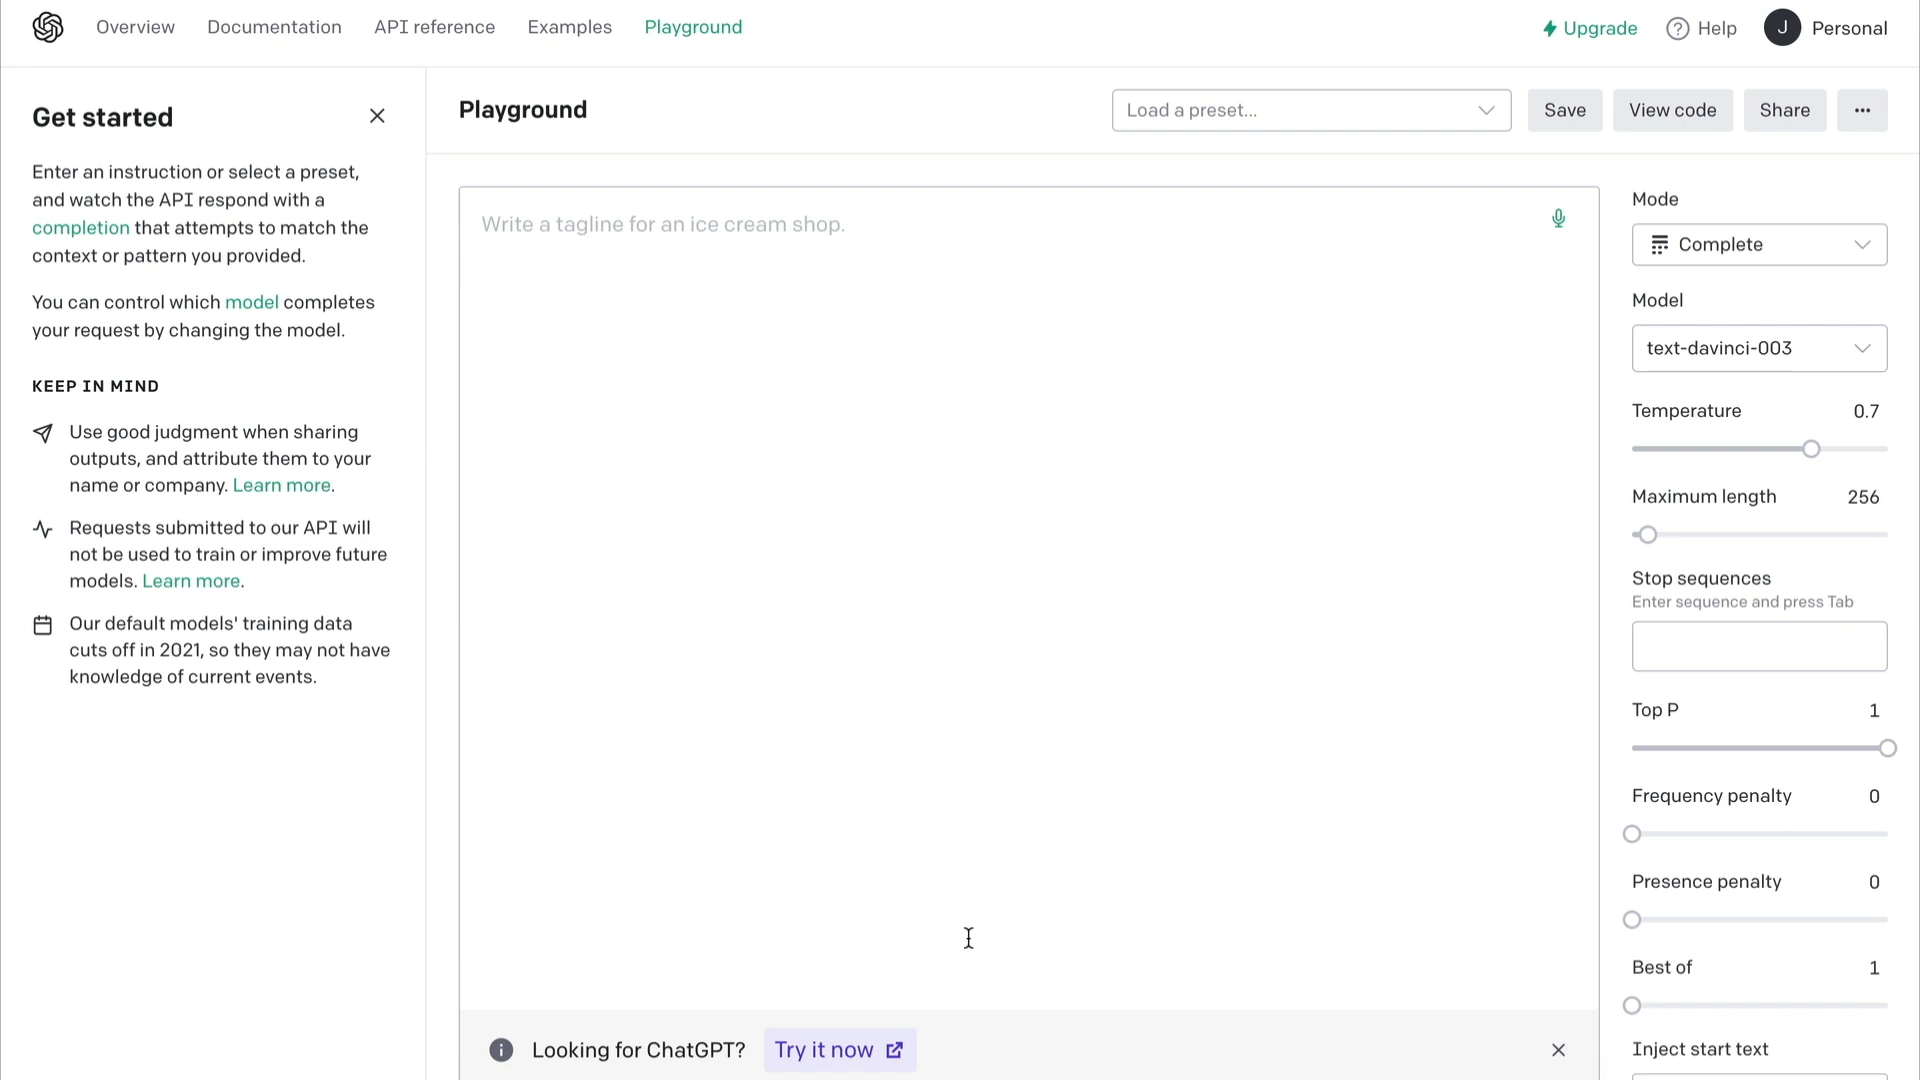 Overview Documentation API reference Examples Playground Upgrade Help J Personal
Get started
Enter an instruction or select a preset,
and watch the API respond with a
completion that attempts to match the
context or pattern you provided.
You can control which model completes
your request by changing the model.
KEEP IN MIND
Use good judgment when sharing
outputs, and attribute them to your
name or company. Learn more.
Requests submitted to our API will
not be used to train or improve future
models. Learn more.
Our default models' training data
cuts off in 2021, so they may not have
knowledge of current events.
Playground
Load a preset...
Save
View code
Share
Write a tagline for an ice cream shop.
Looking for ChatGPT? Try it now
Mode
Complete
Model
text-davinci-003
Temperature 0.7
Maximum length 256
Stop sequences
Enter sequence and press Tab
Top P 1
Frequency penalty 0
Presence penalty 0
Best of 1
Inject start text